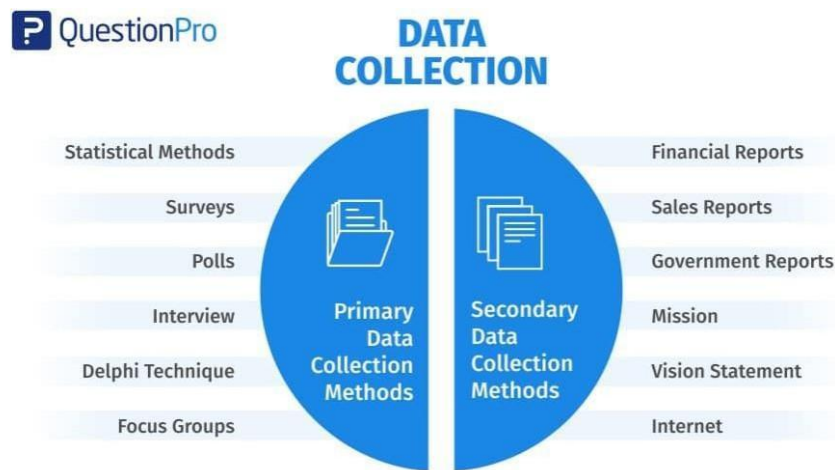 QuestionPro
DATA
COLLECTION
Statistical Methods
Surveys
Polls
Interview
Delphi Technique
Focus Groups
Primary
Data
Collection
Methods
Secondary
Data
Collection
Methods
Financial Reports
Sales Reports
Government Reports
Mission
Vision Statement
Internet